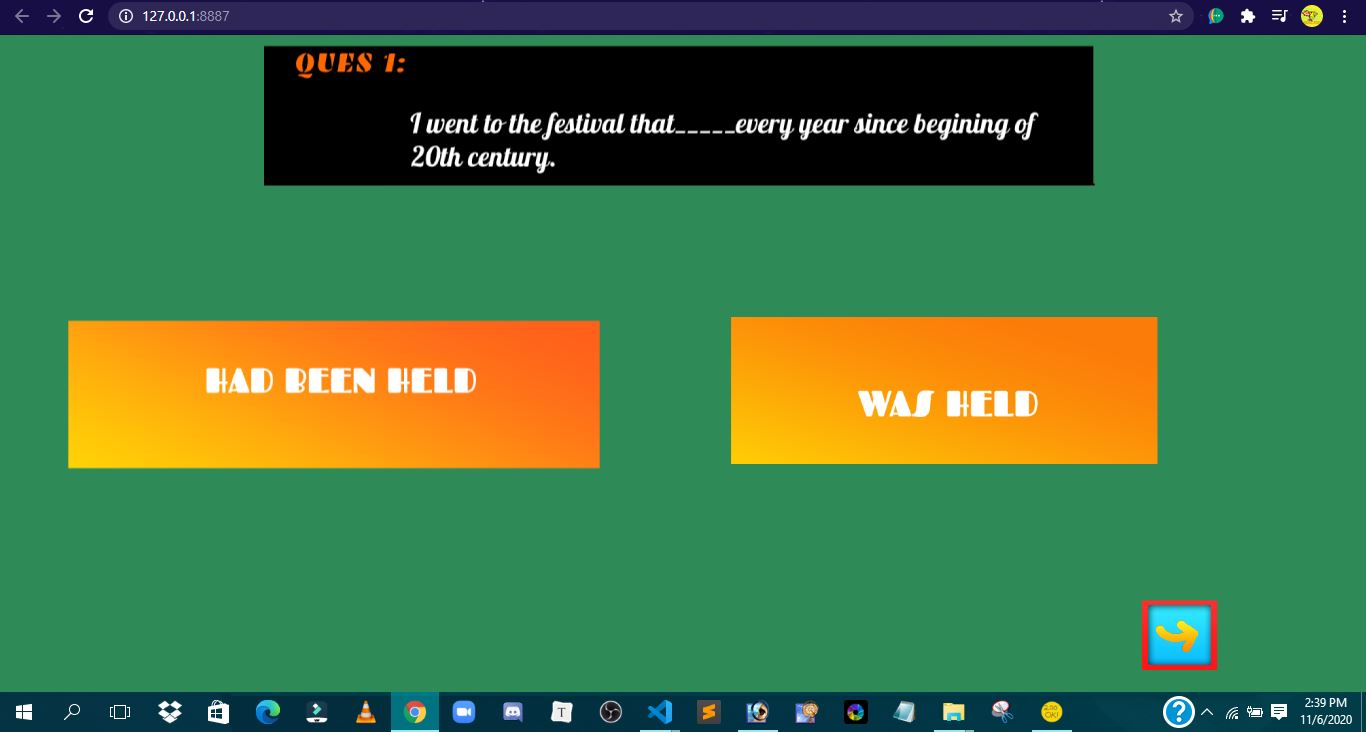 127.0.0.1:8887
QUES 1:
I went to the festival that_____every year since begining of
20th century.
HAD BEEN HELD
WAS HELD
2:39 PM
11/6/2020